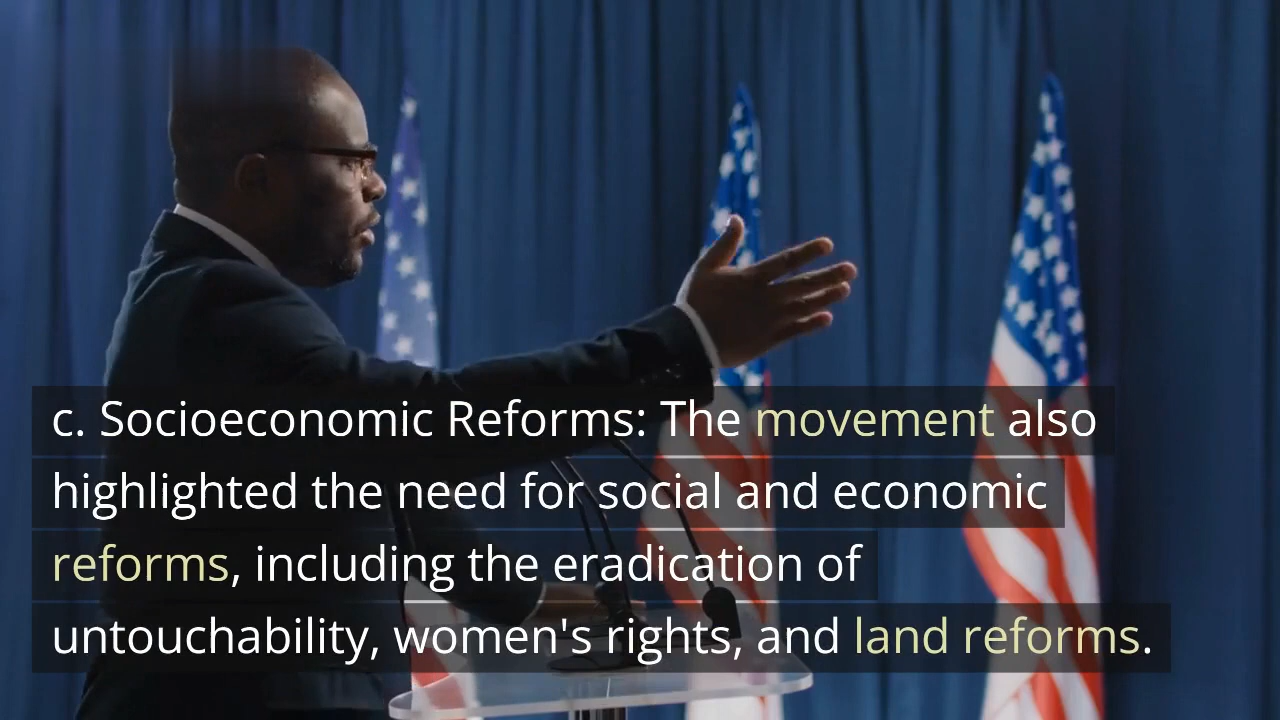 c. Socioeconomic Reforms: The movement also
highlighted the need for social and economic
reforms, including the eradication of
untouchability, women's rights, and land reforms.